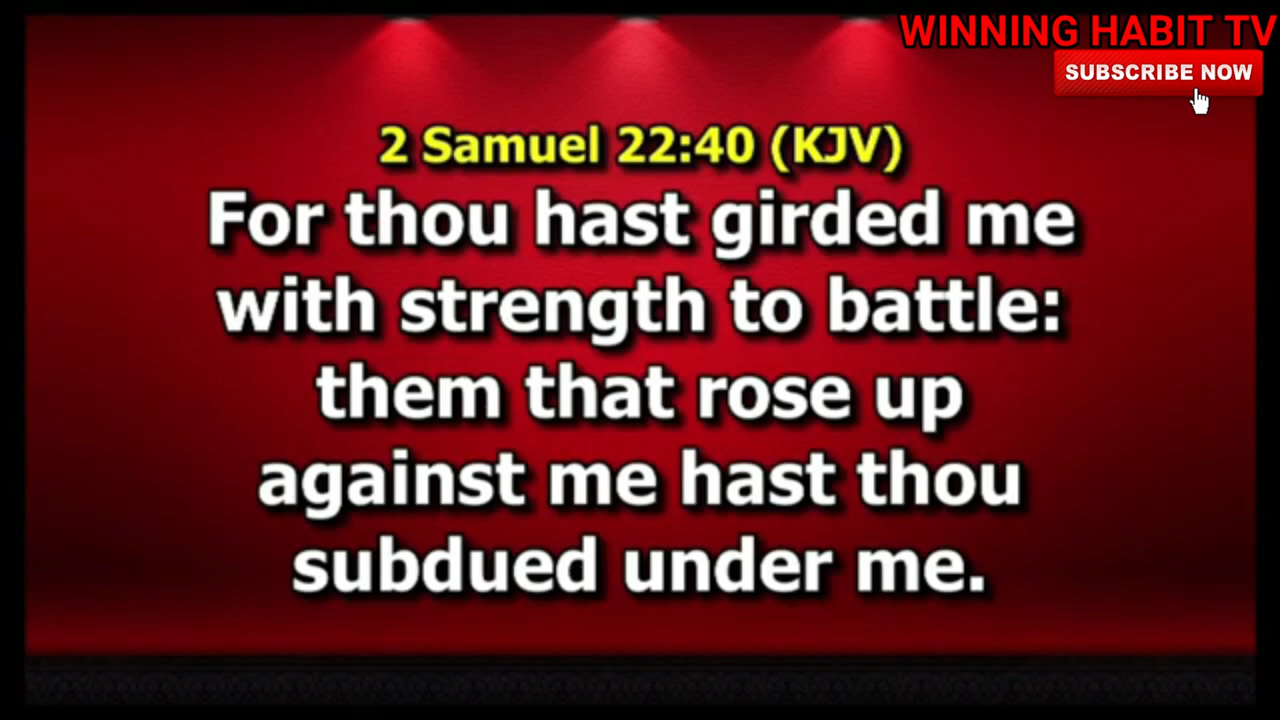 WINNING HABIT TV
SUBSCRIBE NOW
2 Samuel 22:40 (KJV)
For thou hast girded me
with strength to battle:
them that rose up
against me hast thou
subdued under me.